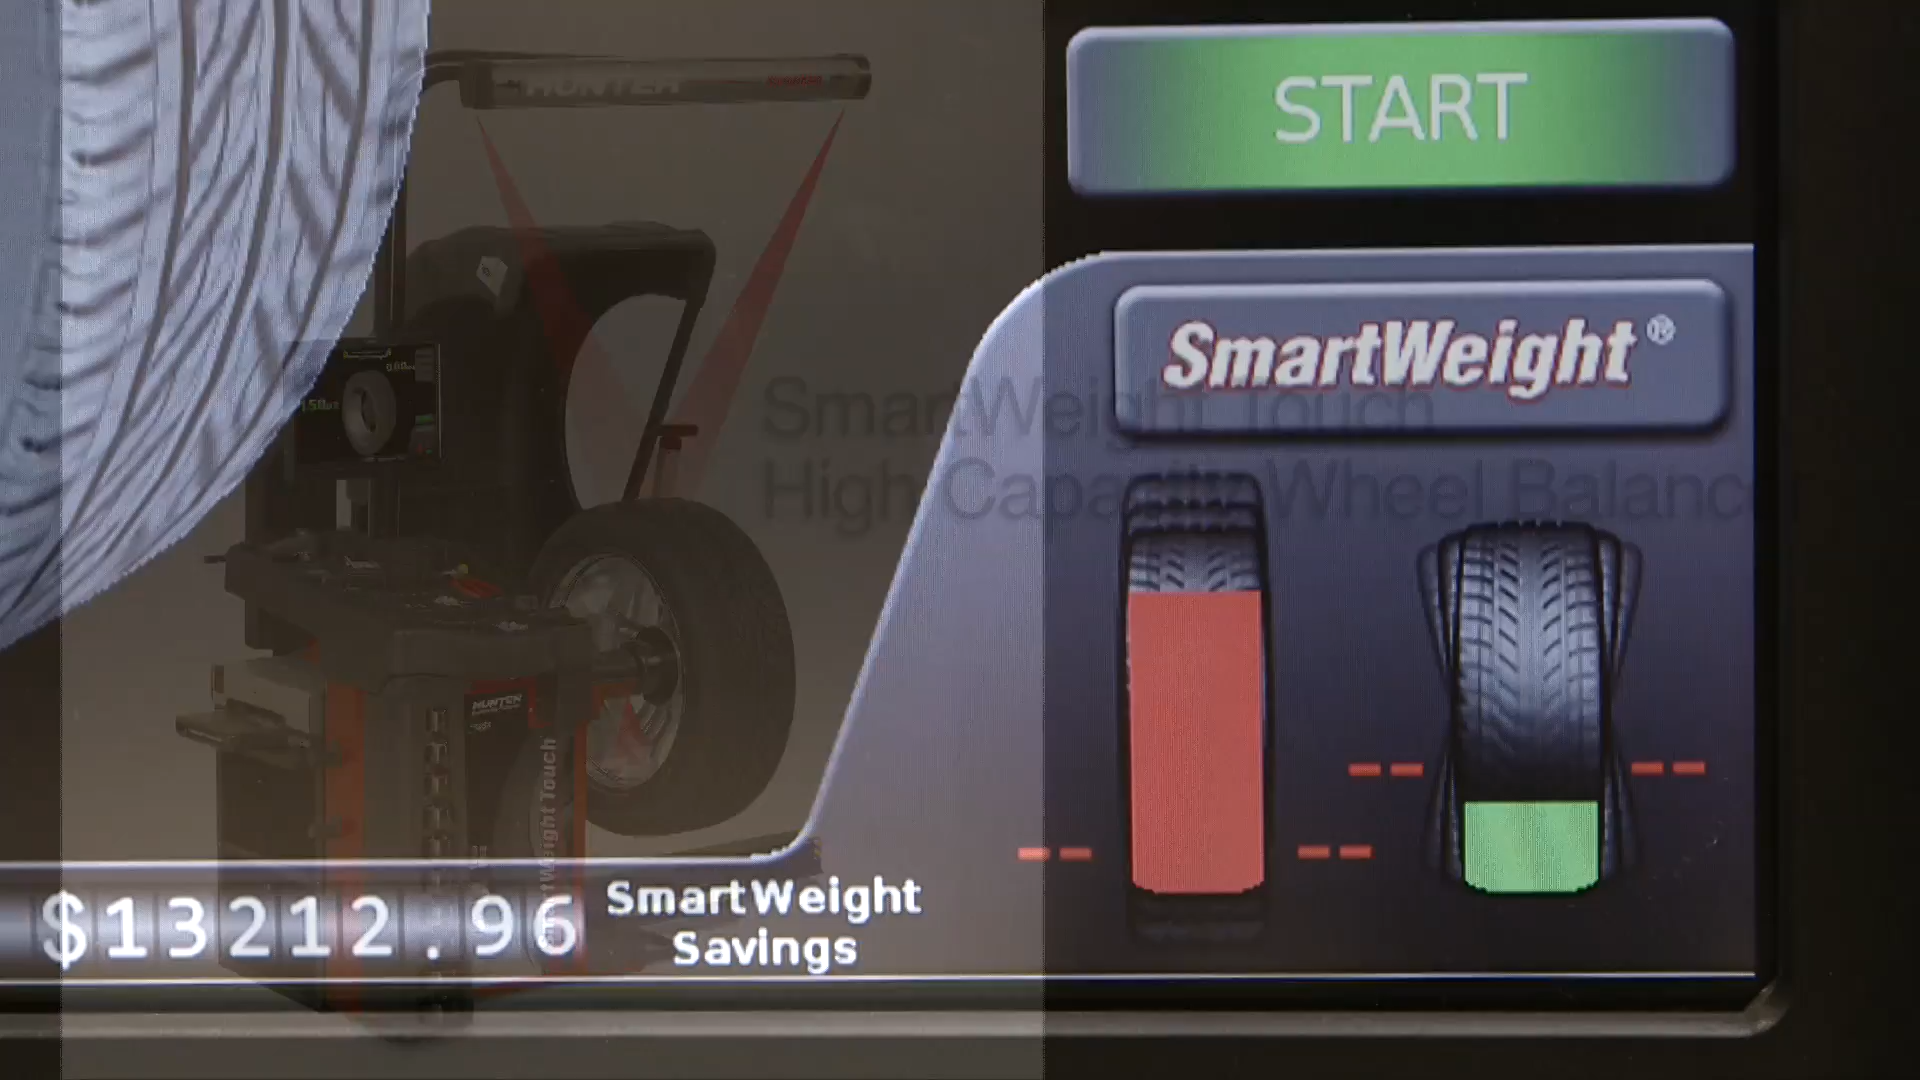 HUNTER
START
SmartWeight®
SmartWeight Touch
High Capacity Wheel Balancer
HUNTER
SmartWeight Touch
$13212.96
SmartWeight
Savings